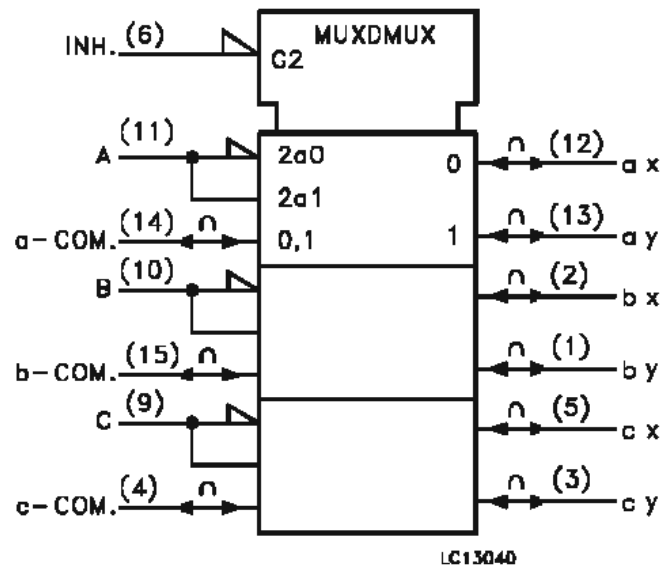 MUXDMUX
INH. (6) G2
A (11) 2a0 0 ∩ (12) a x
2a1
a-COM. (14) ∩ 0,1 1 ∩ (13) a y
B (10) ∩ (2) b x
b-COM. (15) ∩ ∩ (1) b y
C (9) ∩ (5) c x
c-COM. (4) ∩ ∩ (3) c y
LC13040